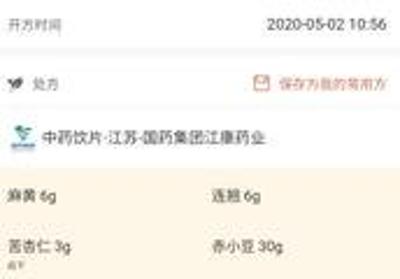 开方时间 2020-05-02 10:56
处方 保存为我的常用方
中药饮片·江苏·国药集团江康药业
麻黄 6g 连翘 6g
苦杏仁 3g 赤小豆 30g